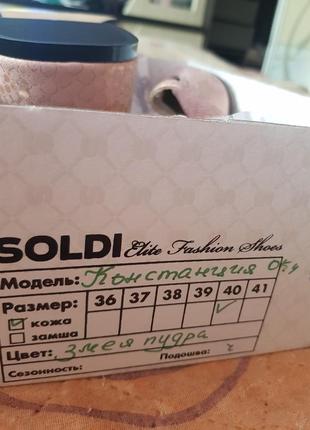 SOLDI Elite Fashion Shoes
Модель: Констанция
Размер: 36 37 38 39 40 41
кожа
замша
Цвет: Змея пудра
Сезонность: Подошва: